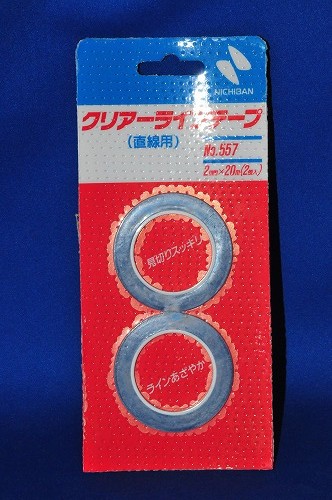 NICHIBAN
クリアーラインテープ
(直線用)
No.557
2mm×20m(2巻入)
見切りスッキリ
ラインあざやか